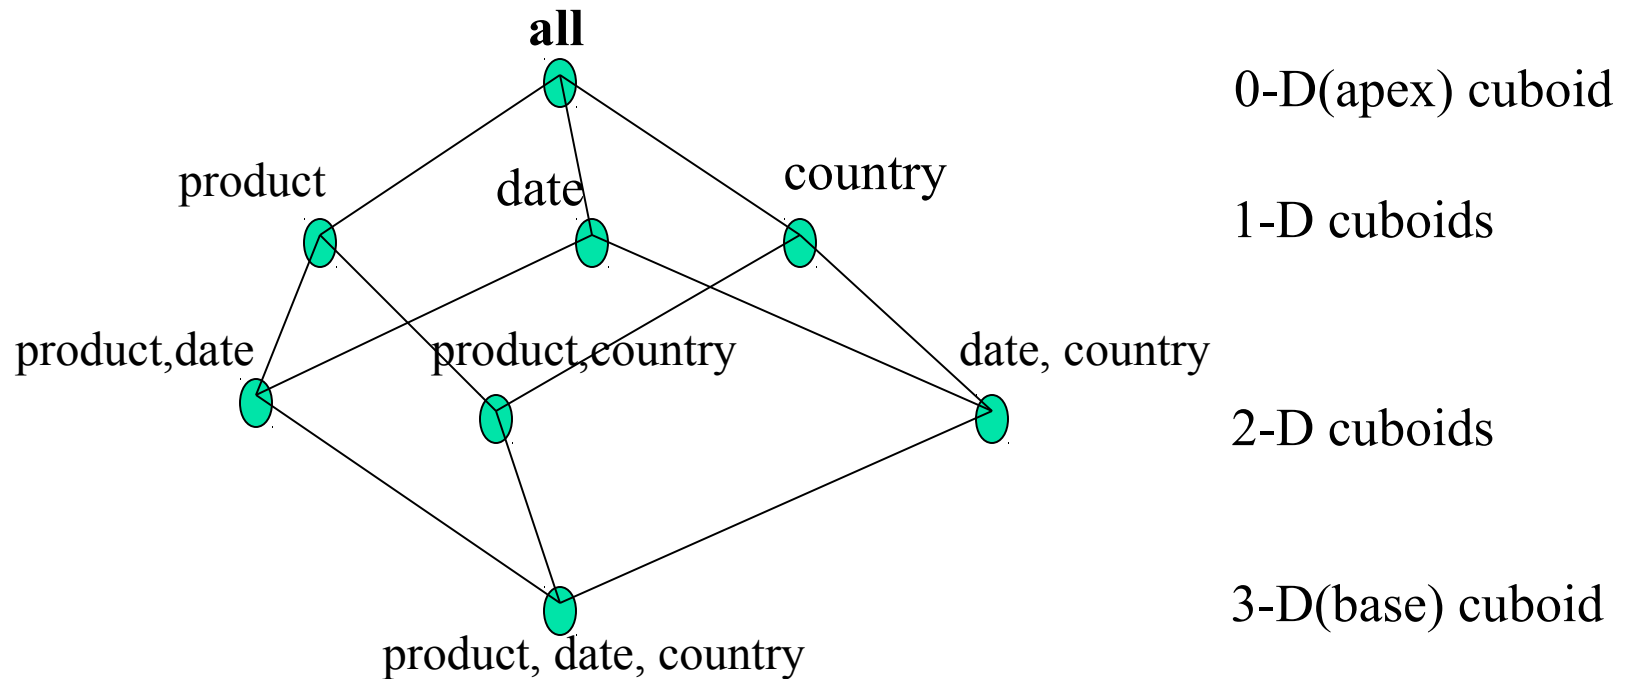 all
0-D(apex) cuboid
product
date
country
1-D cuboids
product,date
product,country
date, country
2-D cuboids
3-D(base) cuboid
product, date, country